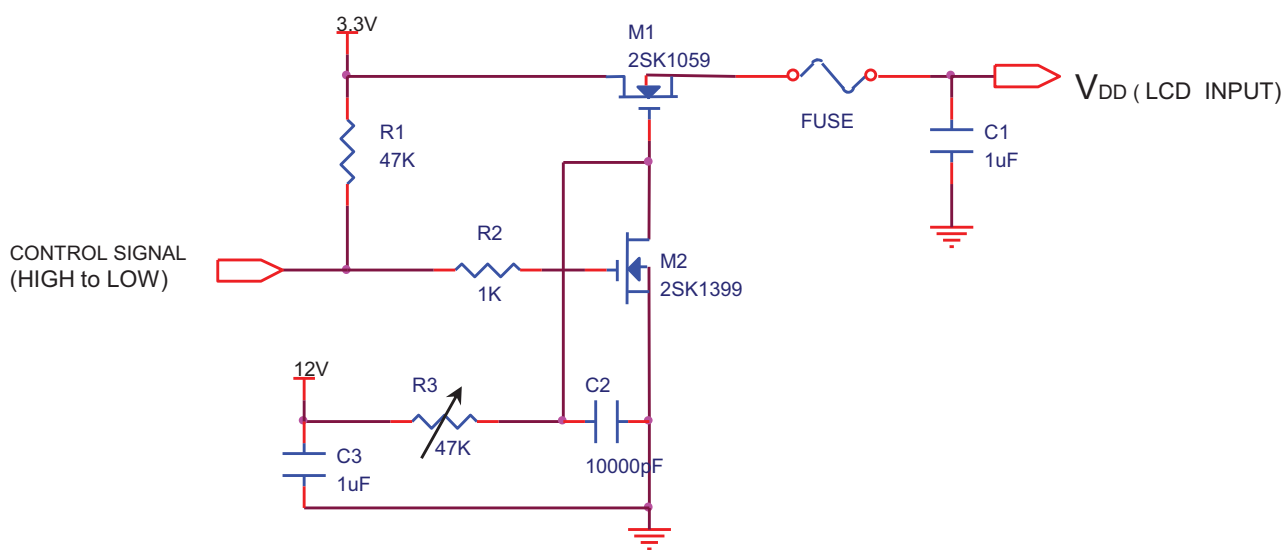 3.3V
M1
2SK1059
FUSE
VDD ( LCD INPUT)
R1
47K
C1
1uF
CONTROL SIGNAL
(HIGH to LOW)
R2
1K
M2
2SK1399
12V
R3
47K
C2
10000pF
C3
1uF